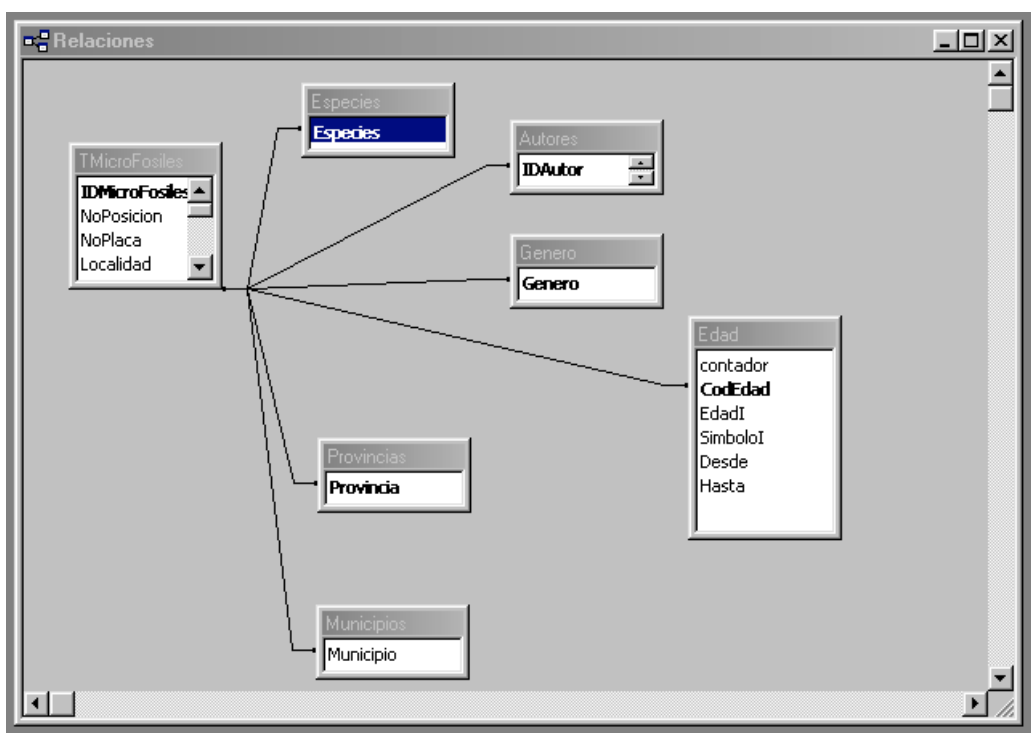 Relaciones
Especies
Especies
TMicroFosiles
IDMicroFosiles
NoPosicion
NoPlaca
Localidad
Autores
IDAutor
Genero
Genero
Edad
contador
CodEdad
EdadI
SimboloI
Desde
Hasta
Provincias
Provincia
Municipios
Municipio